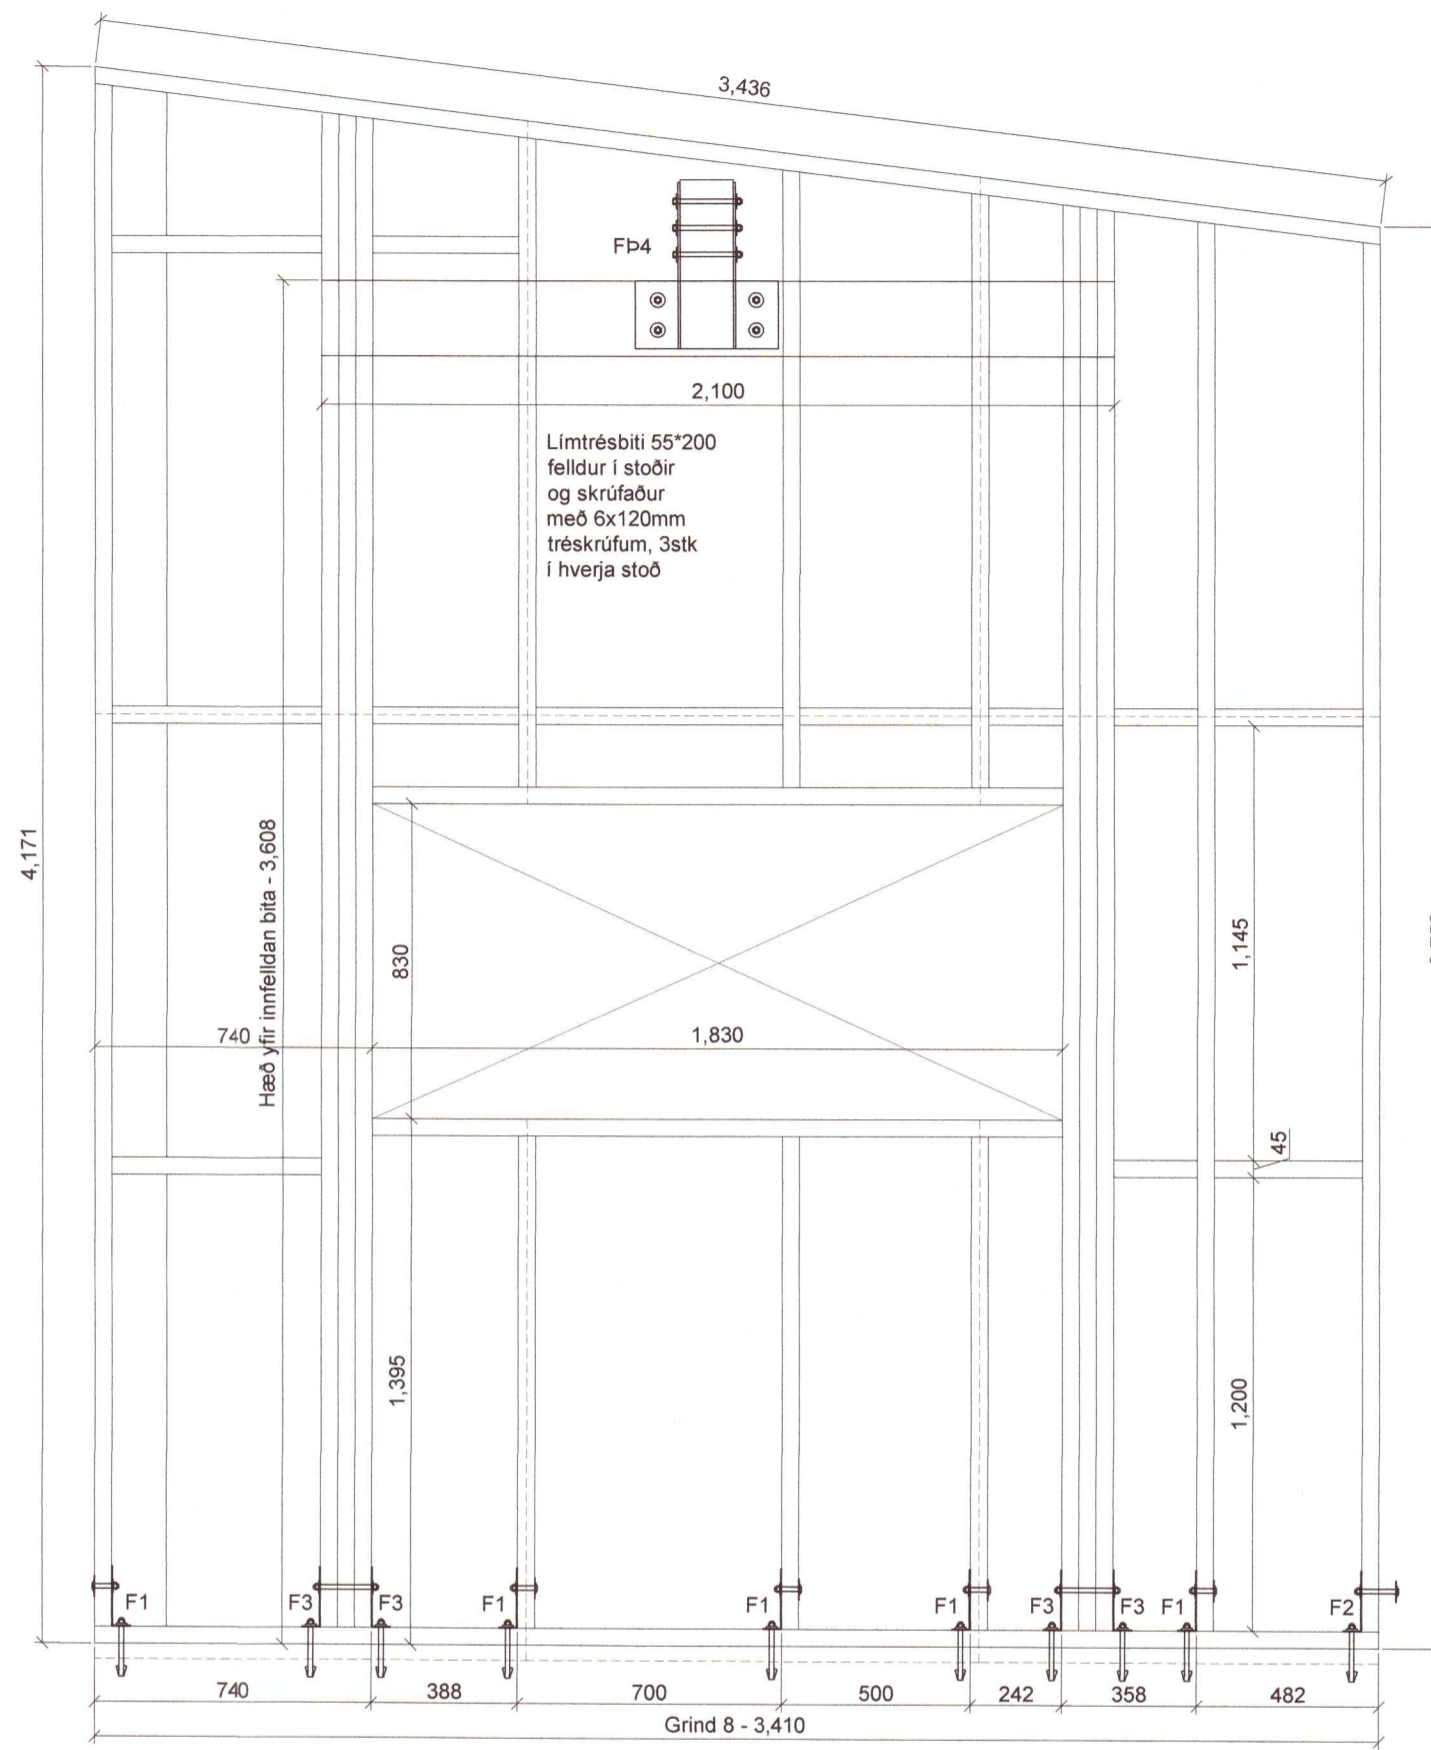 3,436
FÞ4
2,100
Límtrésbiti 55*200
felldur í stoðir
og skrúfaður
með 6x120mm
tréskrúfum, 3stk
í hverja stoð
4,171
Hæð yfir innfelldan bita - 3,608
830
1,145
740
1,830
45
1,395
1,200
F1
F3
F3
F1
F1
F1
F3
F3
F1
F2
740
388
700
500
242
358
482
Grind 8 - 3,410